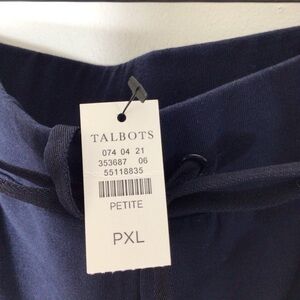 TALBOTS
074 04 21
353687 06
55118835
PETITE
PXL